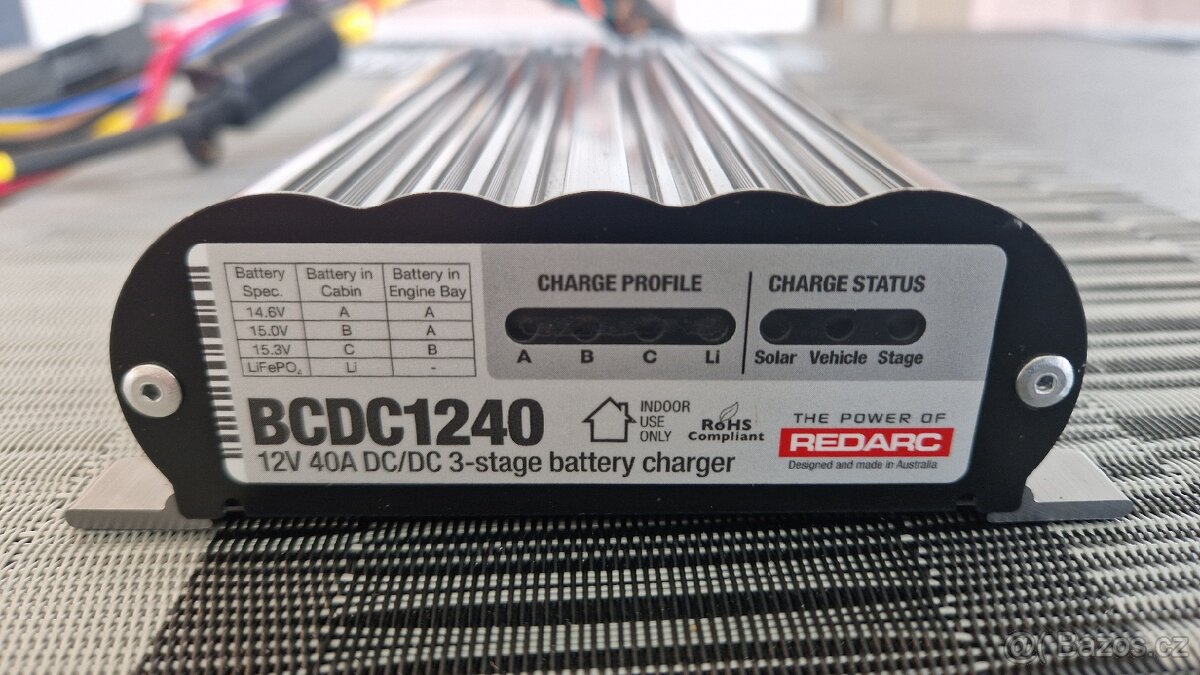 Battery Spec. Battery in Cabin Battery in Engine Bay
14.6V A A
15.0V B A
15.3V C B
LiFePO₄ Li -
CHARGE PROFILE
A B C Li
CHARGE STATUS
Solar Vehicle Stage
BCDC1240
12V 40A DC/DC 3-stage battery charger
INDOOR
USE
ONLY
RoHS
Compliant
THE POWER OF
REDARC
Designed and made in Australia
@Bazos.cz